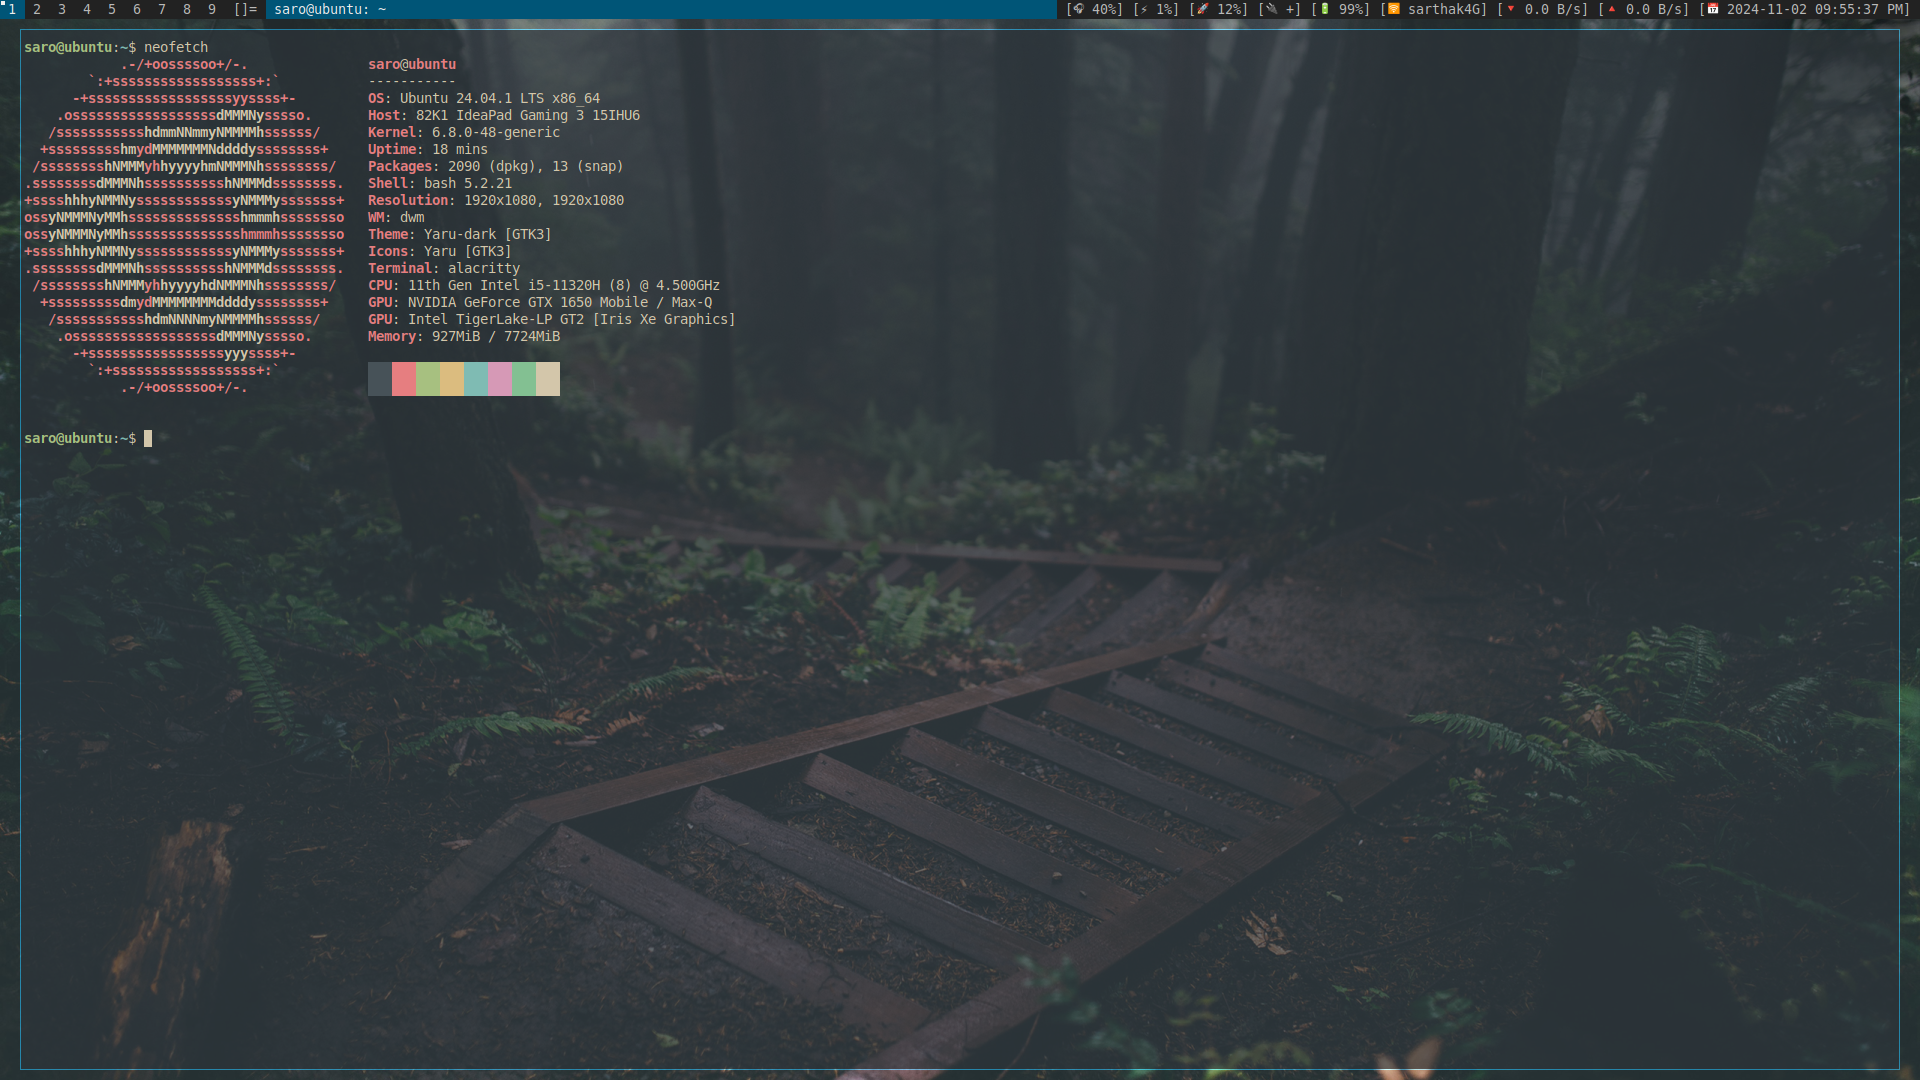 1 2 3 4 5 6 7 8 9 []= saro@ubuntu: ~ [🎧 40%] [⚡ 1%] [🚀 12%] [🔌 +] [🔋 99%] [🛜 sarthak4G] [🔻 0.0 B/s] [🔺 0.0 B/s] [📅 2024-11-02 09:55:37 PM]
saro@ubuntu:~$ neofetch
.-/+oossssoo+/-. saro@ubuntu
`:+ssssssssssssssssss+:` -----------
-+ssssssssssssssssssyyssss+- OS: Ubuntu 24.04.1 LTS x86_64
.ossssssssssssssssssdMMMNysssso. Host: 82K1 IdeaPad Gaming 3 15IHU6
/ssssssssssshdmmNNmmyNMMMMhssssss/ Kernel: 6.8.0-48-generic
+ssssssssshmydMMMMMMMNddddyssssssss+ Uptime: 18 mins
/sssssssshNMMMyhhyyyyhmNMMMNhssssssss/ Packages: 2090 (dpkg), 13 (snap)
.ssssssssdMMMNhsssssssssshNMMMdssssssss. Shell: bash 5.2.21
+sssshhhyNMMNyssssssssssssyNMMMysssssss+ Resolution: 1920x1080, 1920x1080
ossyNMMMNyMMhsssssssssssssshmmmhssssssso WM: dwm
ossyNMMMNyMMhsssssssssssssshmmmhssssssso Theme: Yaru-dark [GTK3]
+sssshhhyNMMNyssssssssssssyNMMMysssssss+ Icons: Yaru [GTK3]
.ssssssssdMMMNhsssssssssshNMMMdssssssss. Terminal: alacritty
/sssssssshNMMMyhhyyyyhdNMMMNhssssssss/ CPU: 11th Gen Intel i5-11320H (8) @ 4.500GHz
+sssssssssdmydMMMMMMMMddddyssssssss+ GPU: NVIDIA GeForce GTX 1650 Mobile / Max-Q
/ssssssssssshdmNNNNmyNMMMMhssssss/ GPU: Intel TigerLake-LP GT2 [Iris Xe Graphics]
.ossssssssssssssssssdMMMNysssso. Memory: 927MiB / 7724MiB
-+sssssssssssssssssyyyssss+-
`:+ssssssssssssssssss+:`
.-/+oossssoo+/-.
saro@ubuntu:~$